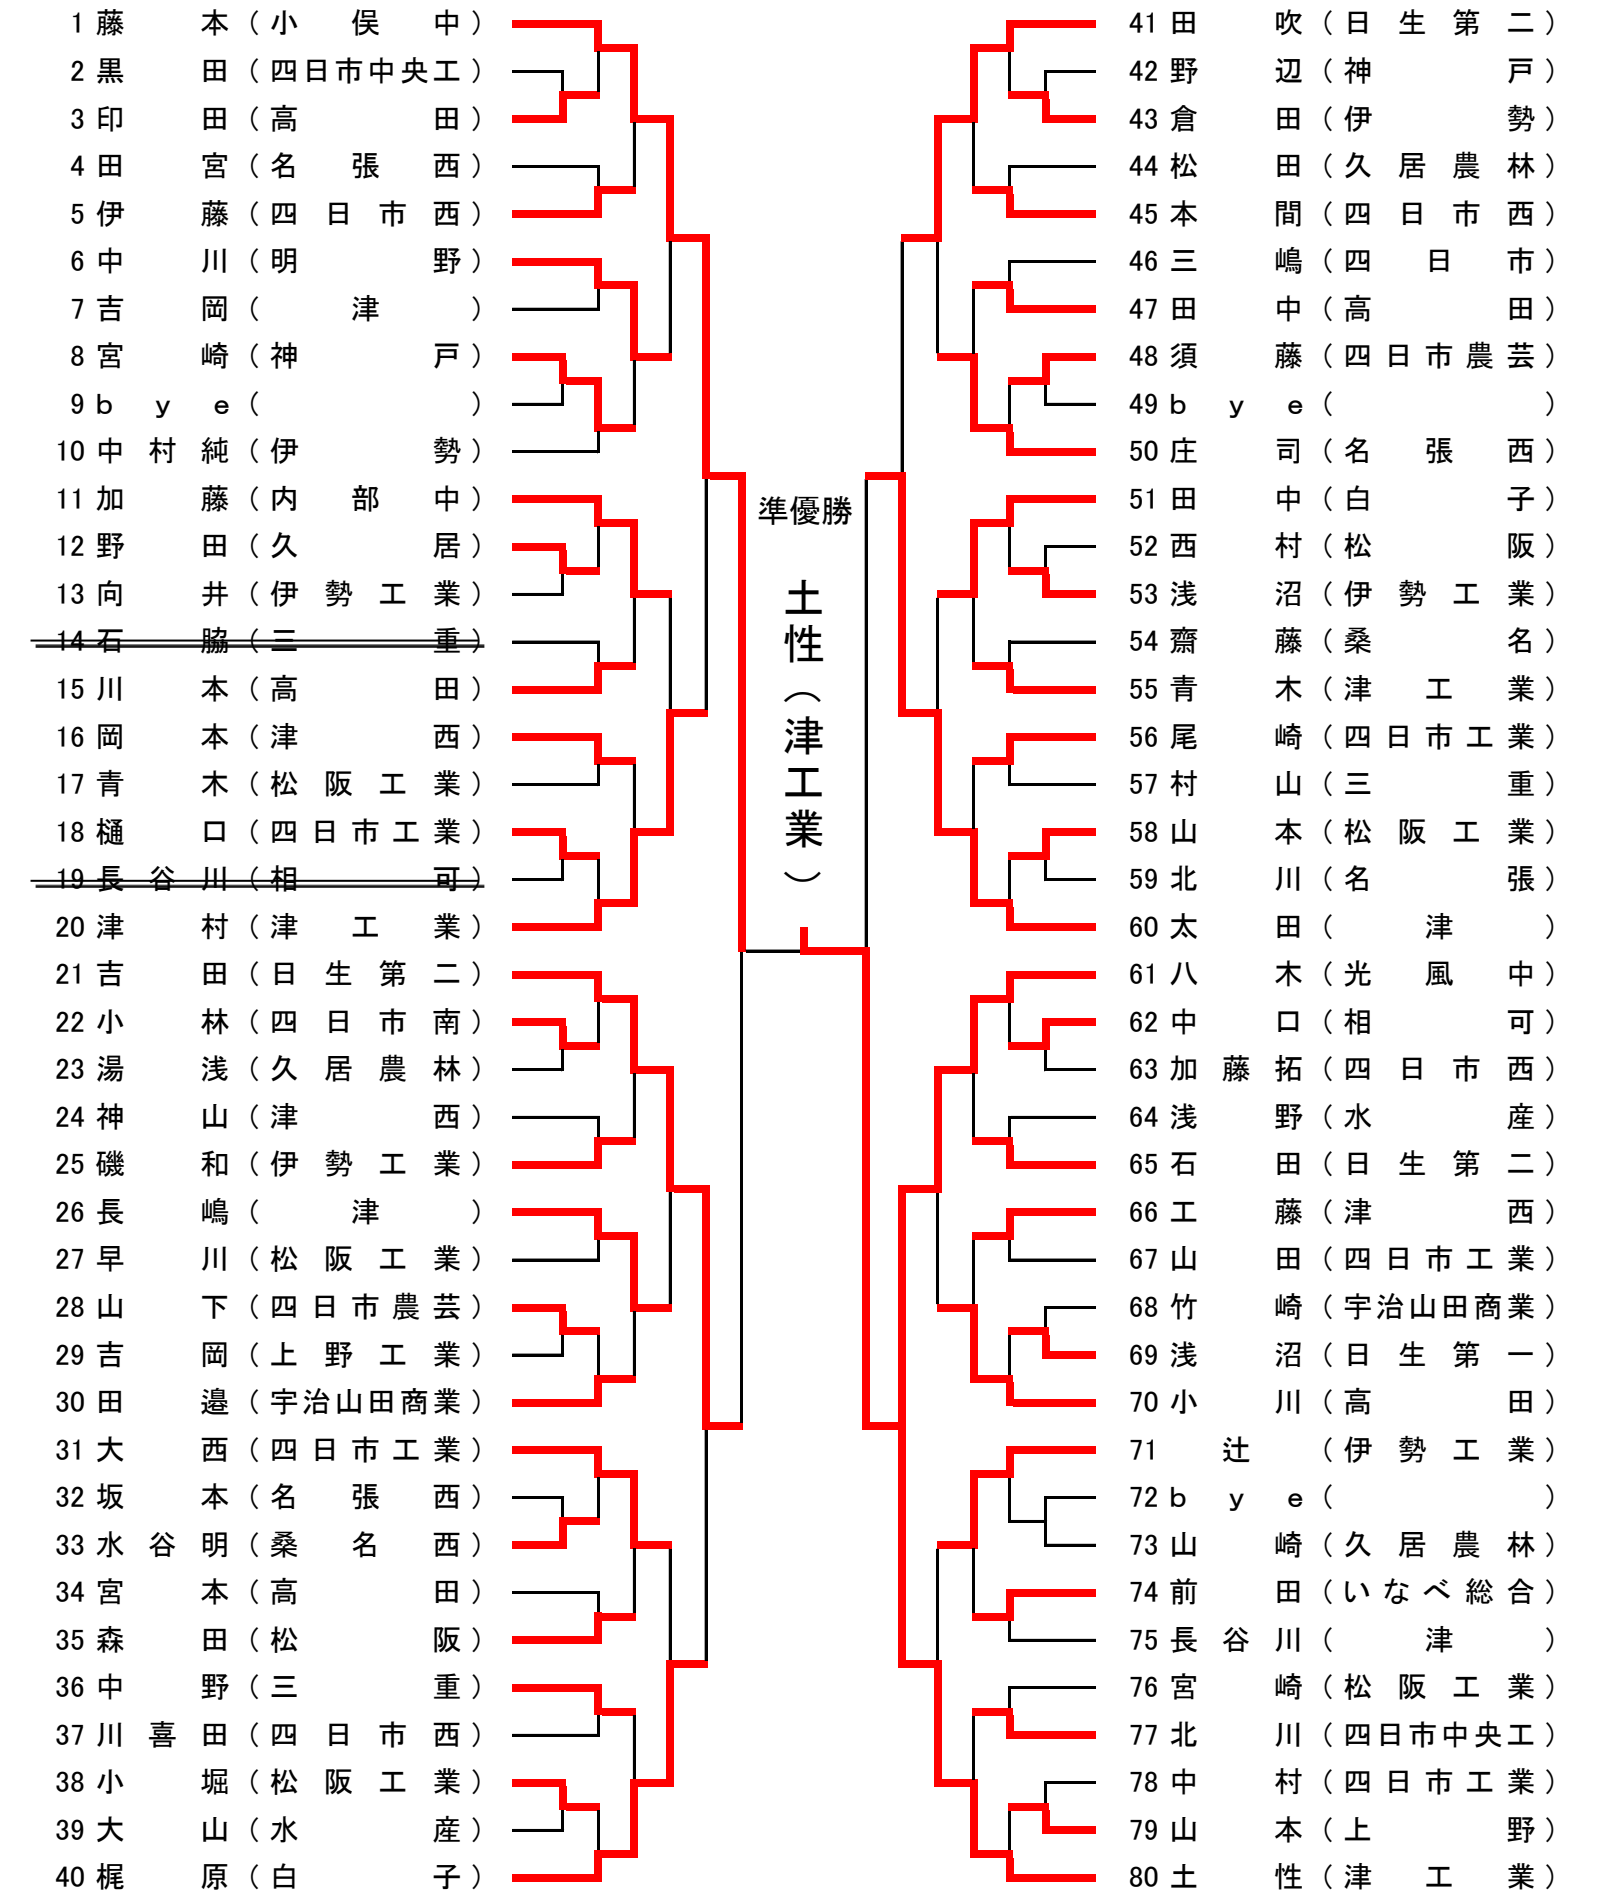 1 藤本（小俣中）
2 黒田（四日市中央工）
3 印田（高田）
4 田宮（名張西）
5 伊藤（四日市西）
6 中川（明野）
7 吉岡（津）
8 宮崎（神戸）
9 ｂｙｅ（ ）
10 中村純（伊勢）
11 加藤（内部中）
12 野田（久居）
13 向井（伊勢工業）
14 石脇（三重）
15 川本（高田）
16 岡本（津西）
17 青木（松阪工業）
18 樋口（四日市工業）
19 長谷川（相可）
20 津村（津工業）
21 吉田（日生第二）
22 小林（四日市南）
23 湯浅（久居農林）
24 神山（津西）
25 磯和（伊勢工業）
26 長嶋（津）
27 早川（松阪工業）
28 山下（四日市農芸）
29 吉岡（上野工業）
30 田邉（宇治山田商業）
31 大西（四日市工業）
32 坂本（名張西）
33 水谷明（桑名西）
34 宮本（高田）
35 森田（松阪）
36 中野（三重）
37 川喜田（四日市西）
38 小堀（松阪工業）
39 大山（水産）
40 梶原（白子）
準優勝
土性（津工業）
41 田吹（日生第二）
42 野辺（神戸）
43 倉田（伊勢）
44 松田（久居農林）
45 本間（四日市西）
46 三嶋（四日市）
47 田中（高田）
48 須藤（四日市農芸）
49 ｂｙｅ（ ）
50 庄司（名張西）
51 田中（白子）
52 西村（松阪）
53 浅沼（伊勢工業）
54 齋藤（桑名）
55 青木（津工業）
56 尾崎（四日市工業）
57 村山（三重）
58 山本（松阪工業）
59 北川（名張）
60 太田（津）
61 八木（光風中）
62 中口（相可）
63 加藤拓（四日市西）
64 浅野（水産）
65 石田（日生第二）
66 工藤（津西）
67 山田（四日市工業）
68 竹崎（宇治山田商業）
69 浅沼（日生第一）
70 小川（高田）
71 辻（伊勢工業）
72 ｂｙｅ（ ）
73 山崎（久居農林）
74 前田（いなべ総合）
75 長谷川（津）
76 宮崎（松阪工業）
77 北川（四日市中央工）
78 中村（四日市工業）
79 山本（上野）
80 土性（津工業）